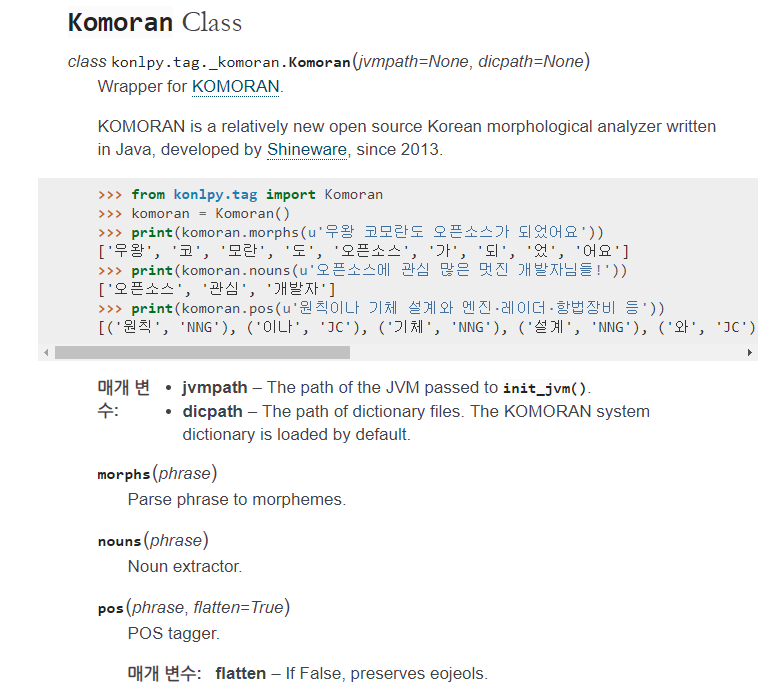 Komoran Class
class konlpy.tag._komoran.Komoran(jvmpath=None, dicpath=None)
Wrapper for KOMORAN.
KOMORAN is a relatively new open source Korean morphological analyzer written
in Java, developed by Shineware, since 2013.
>>> from konlpy.tag import Komoran
>>> komoran = Komoran()
>>> print(komoran.morphs(u'우왕 코모란도 오픈소스가 되었어요'))
['우왕', '코', '모란', '도', '오픈소스', '가', '되', '었', '어요']
>>> print(komoran.nouns(u'오픈소스에 관심 많은 멋진 개발자님들!'))
['오픈소스', '관심', '개발자']
>>> print(komoran.pos(u'원칙이나 기체 설계와 엔진·레이더·항법장비 등'))
[('원칙', 'NNG'), ('이나', 'JC'), ('기체', 'NNG'), ('설계', 'NNG'), ('와', 'JC')
매개 변수:
• jvmpath – The path of the JVM passed to init_jvm().
• dicpath – The path of dictionary files. The KOMORAN system
dictionary is loaded by default.
morphs(phrase)
Parse phrase to morphemes.
nouns(phrase)
Noun extractor.
pos(phrase, flatten=True)
POS tagger.
매개 변수: flatten – If False, preserves eojeols.